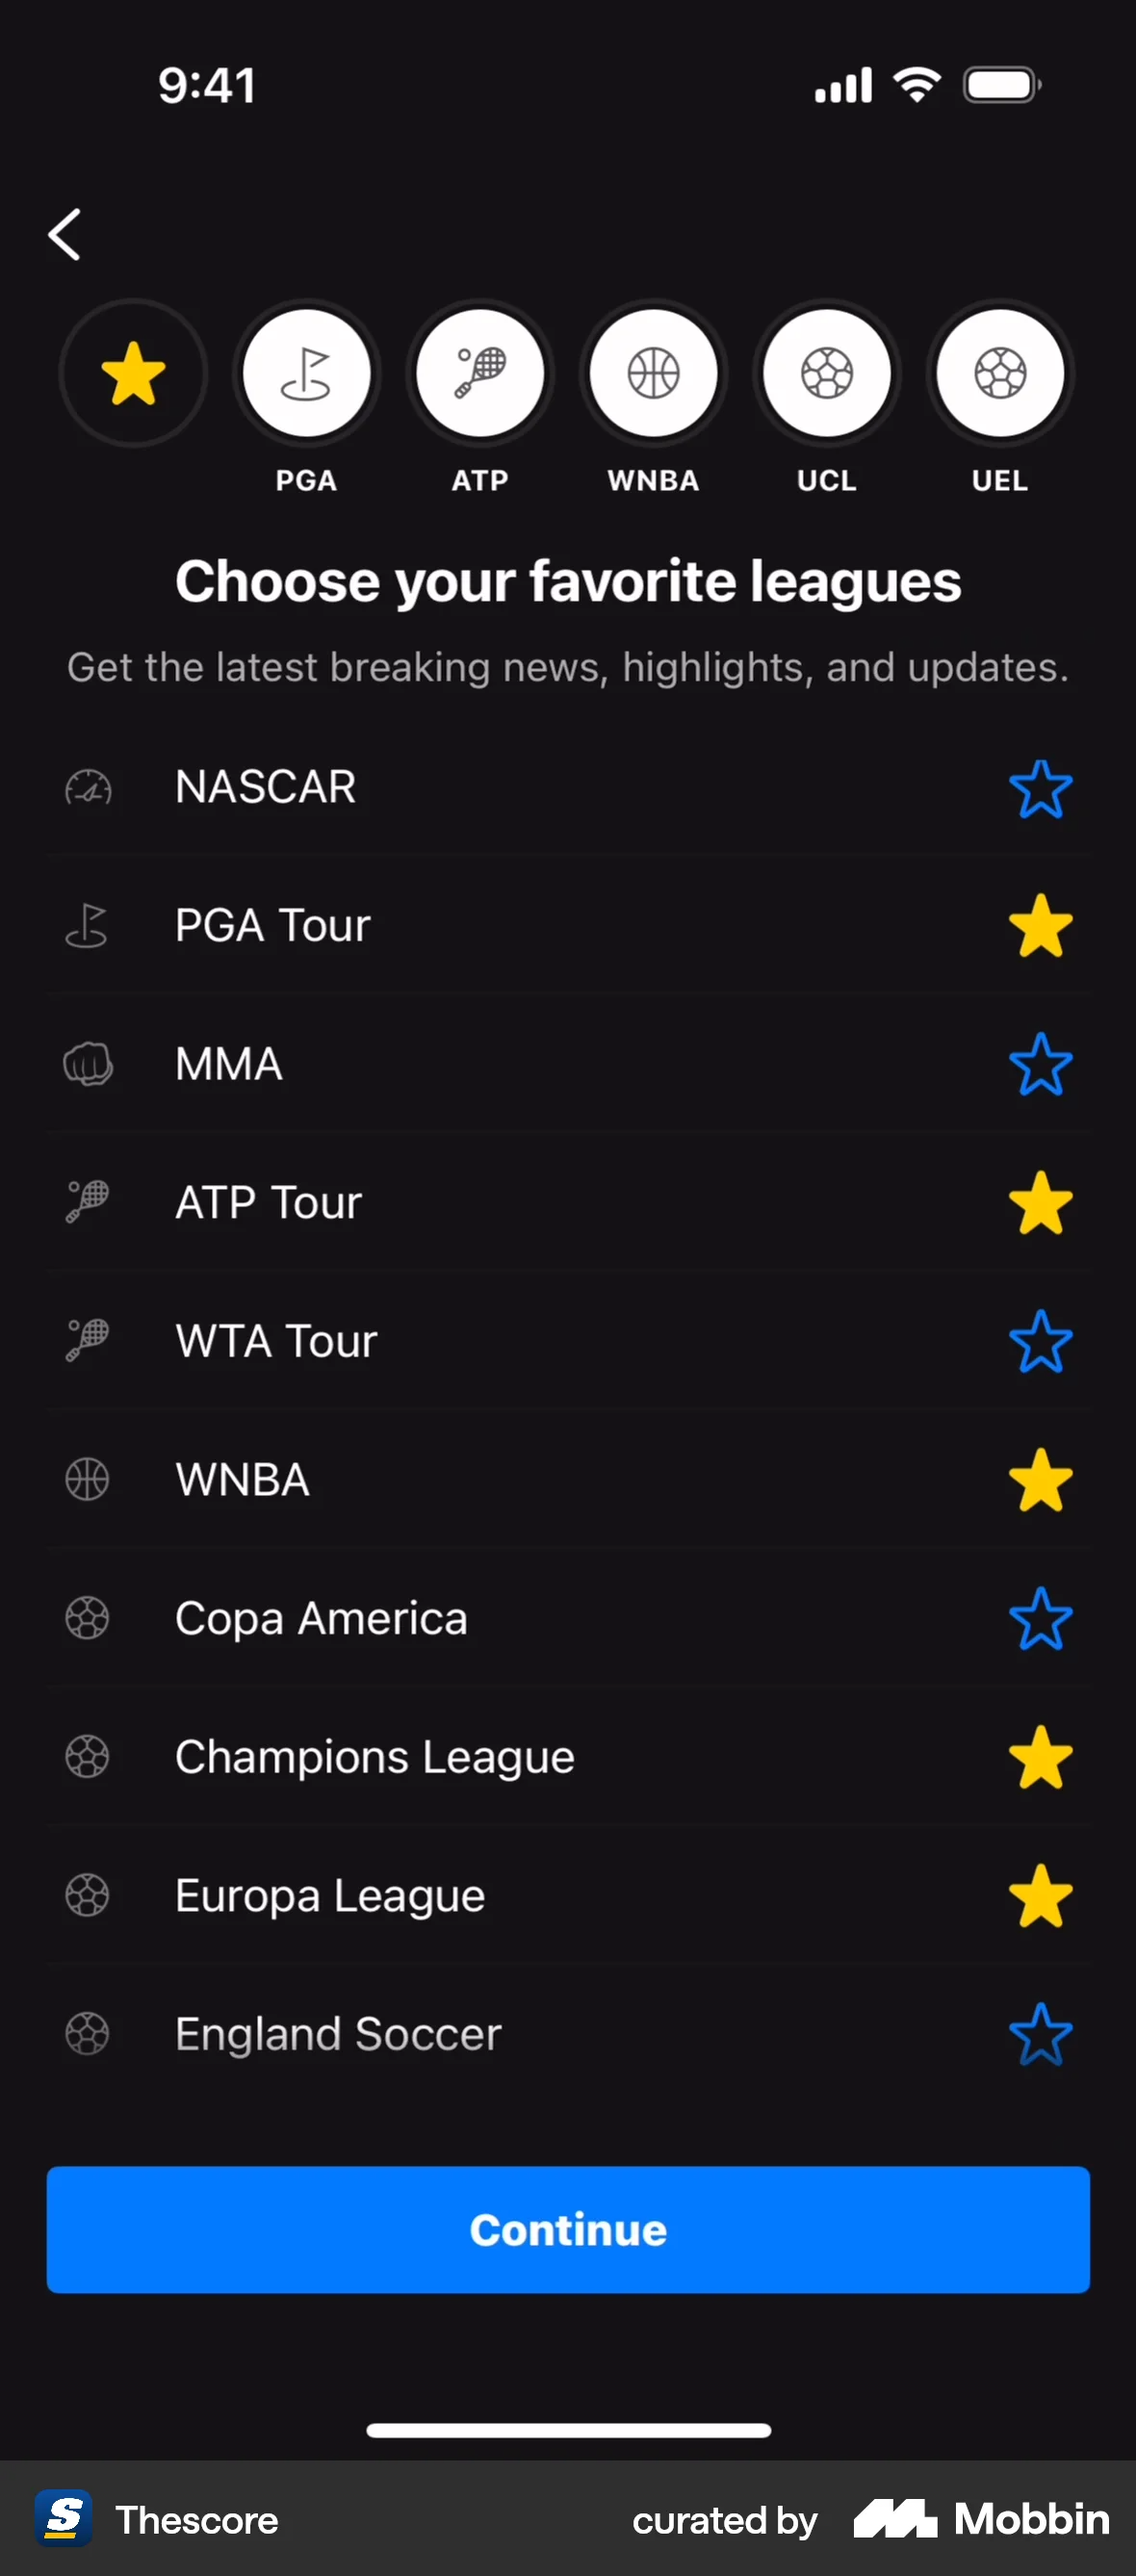 9:41
PGA ATP WNBA UCL UEL
Choose your favorite leagues
Get the latest breaking news, highlights, and updates.
NASCAR
PGA Tour
MMA
ATP Tour
WTA Tour
WNBA
Copa America
Champions League
Europa League
England Soccer
Continue
S Thescore curated by Mobbin